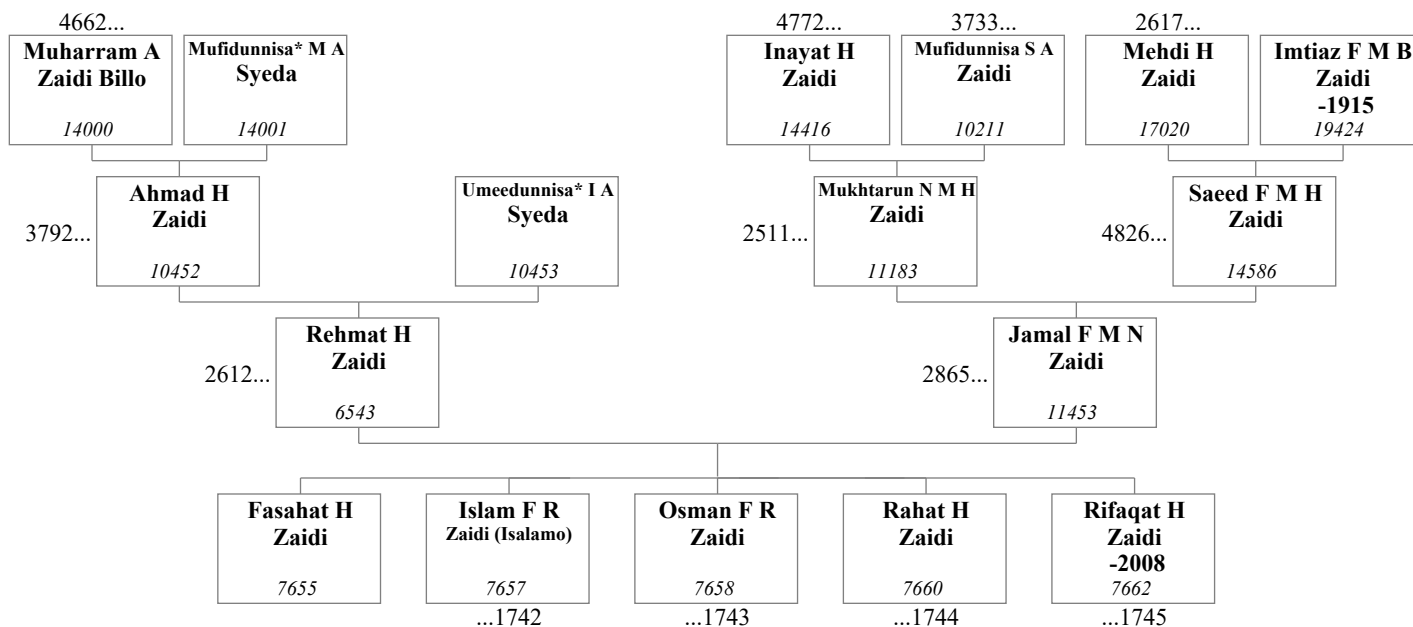 4662...
4772...
3733...
2617...
Muharram A
Zaidi Billo
14000
Mufidunnisa* M A
Syeda
14001
Inayat H
Zaidi
14416
Mufidunnisa S A
Zaidi
10211
Mehdi H
Zaidi
17020
Imtiaz F M B
Zaidi
-1915
19424
3792...
Ahmad H
Zaidi
10452
Umeedunnisa* I A
Syeda
10453
2511...
Mukhtarun N M H
Zaidi
11183
4826...
Saeed F M H
Zaidi
14586
2612...
Rehmat H
Zaidi
6543
2865...
Jamal F M N
Zaidi
11453
Fasahat H
Zaidi
7655
Islam F R
Zaidi (Isalamo)
7657
...1742
Osman F R
Zaidi
7658
...1743
Rahat H
Zaidi
7660
...1744
Rifaqat H
Zaidi
-2008
7662
...1745